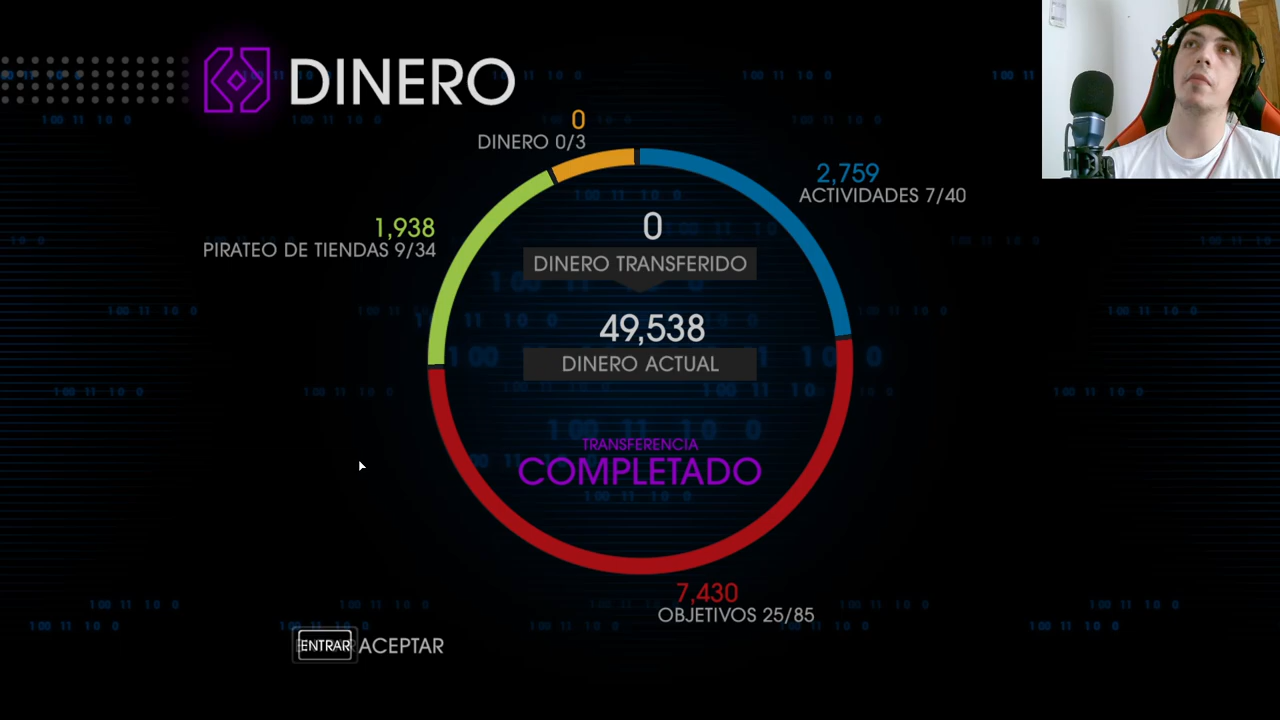 DINERO
0
DINERO 0/3
2,759
ACTIVIDADES 7/40
1,938
PIRATEO DE TIENDAS 9/34
0
DINERO TRANSFERIDO
49,538
DINERO ACTUAL
TRANSFERENCIA
COMPLETADO
7,430
OBJETIVOS 25/85
ENTRAR ACEPTAR